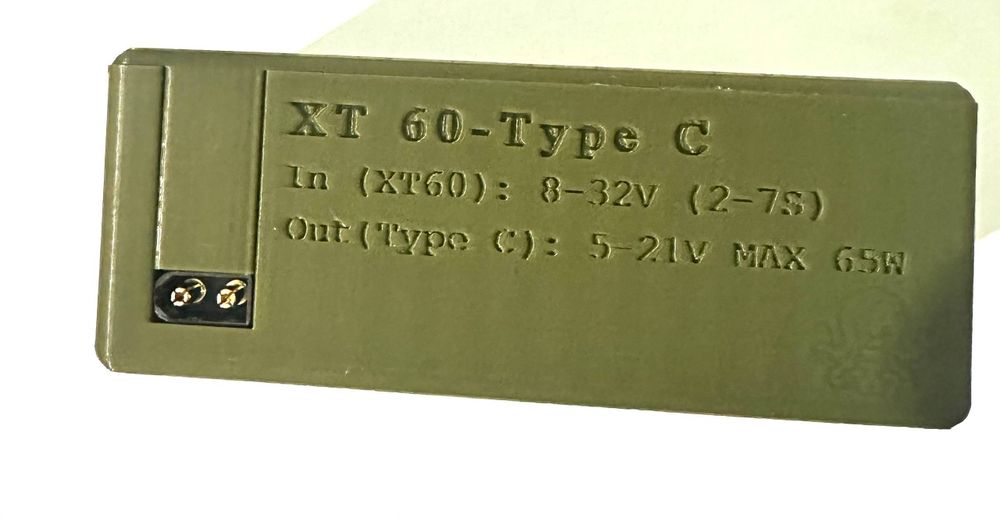 XT 60-Type C
In (XT60): 8-32V (2-7S)
Out(Type C): 5-21V MAX 65W